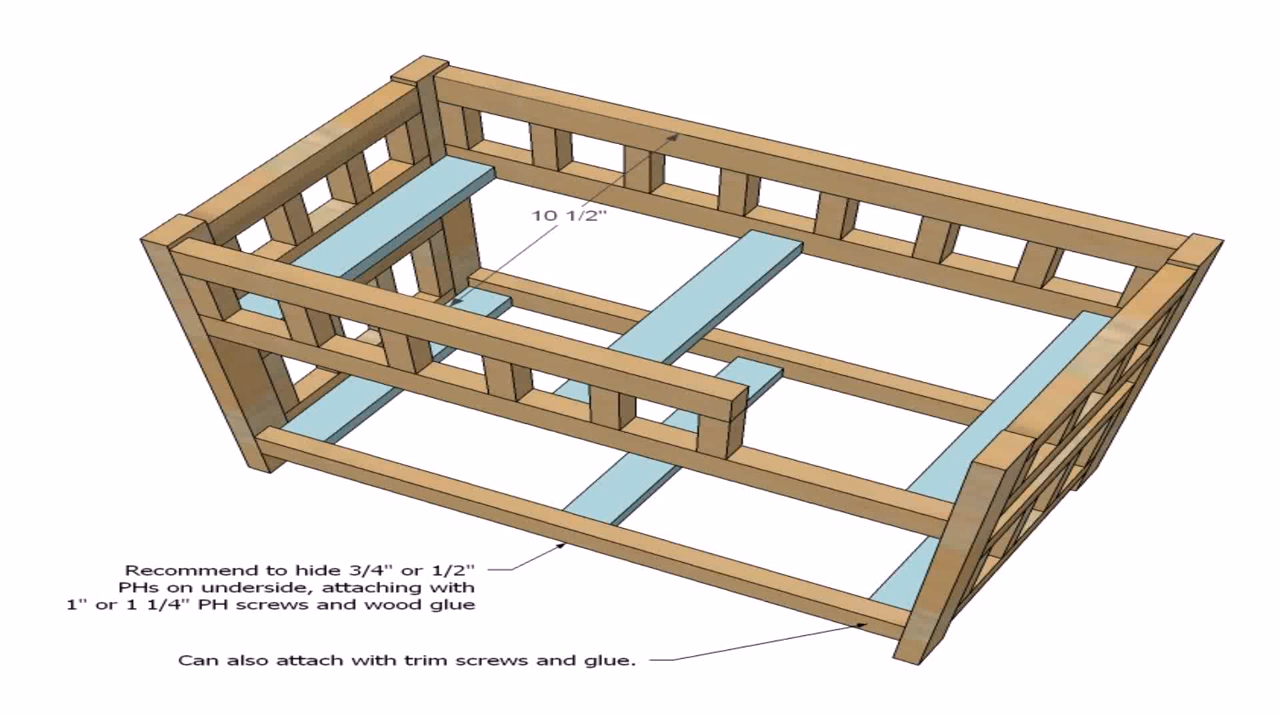 10 1/2"
Recommend to hide 3/4" or 1/2"
PHs on underside, attaching with
1" or 1 1/4" PH screws and wood glue
Can also attach with trim screws and glue.